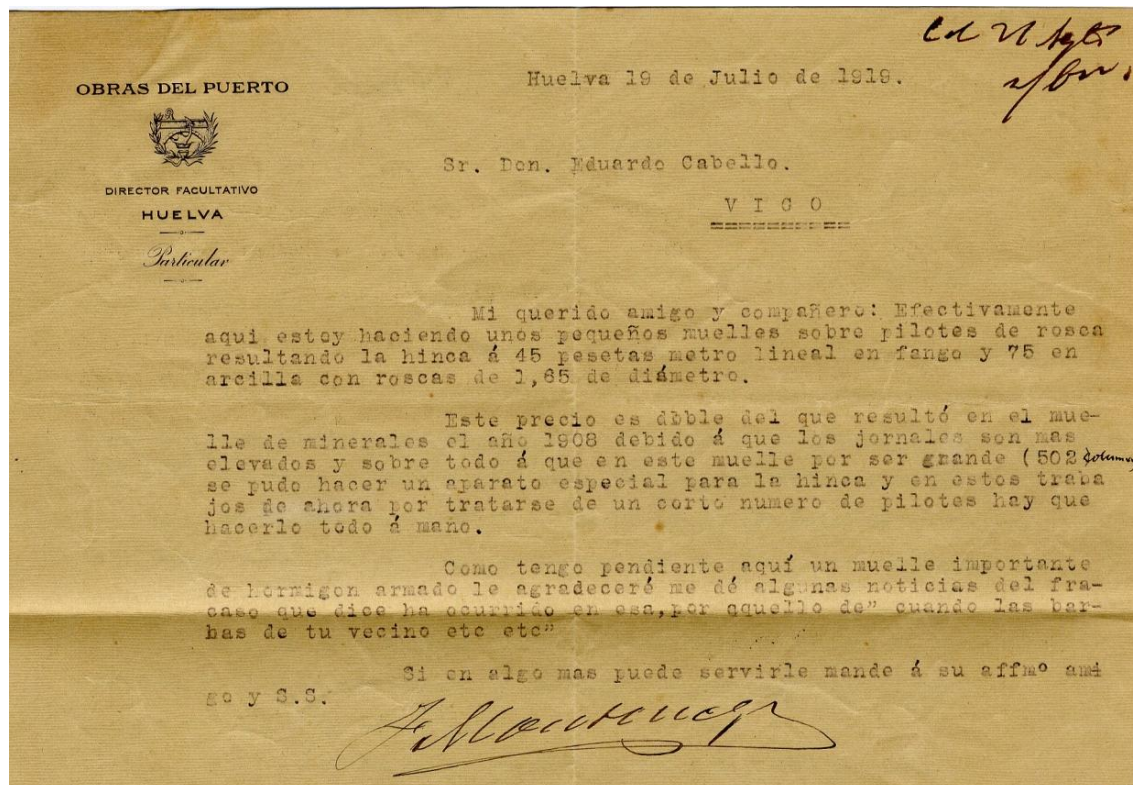 OBRAS DEL PUERTO
DIRECTOR FACULTATIVO
HUELVA
Particular
Huelva 19 de Julio de 1919.
Sr. Don. Eduardo Cabello.
V I G O
Mi querido amigo y compañero: Efectivamente
aqui estoy haciendo unos pequeños muelles sobre pilotes de rosca
resultando la hinca á 45 pesetas metro lineal en fango y 75 en
arcilla con roscas de 1,65 de diámetro.
Este precio es dóble del que resultó en el mue-
lle de minerales el año 1908 debido á que los jornales son mas
elevados y sobre todo á que en este muelle por ser grande (502 columnas
se pudo hacer un aparato especial para la hinca y en estos traba
jos de ahora por tratarse de un corto numero de pilotes hay que
hacerlo todo á maño.
Como tengo pendiente aquí un muelle importante
de hormigon armado le agradeceré me dé algunas noticias del fra-
caso que dice ha ocurrido en esa,por qquello de" cuando las bar-
bas de tu vecino etc etc"
Si en algo mas puede servirle mande á su affmº ami
go y S.S.